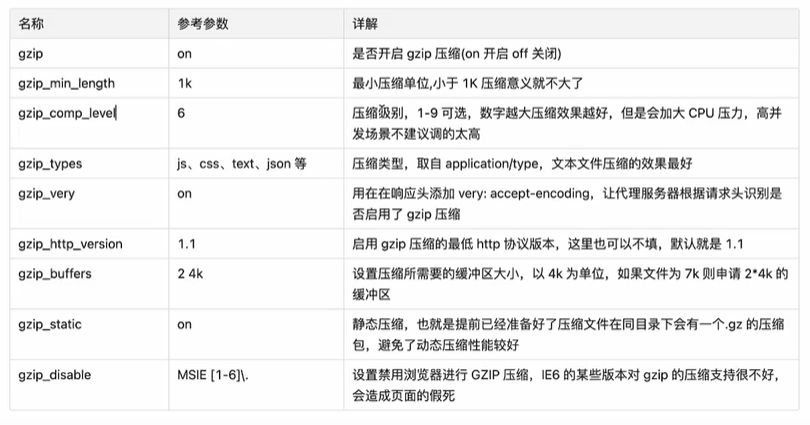 名称 参考参数 详解
gzip on 是否开启 gzip 压缩(on 开启 off 关闭)
gzip_min_length 1k 最小压缩单位,小于 1K 压缩意义就不大了
gzip_comp_level 6 压缩级别，1-9 可选，数字越大压缩效果越好，但是会加大 CPU 压力，高并
发场景不建议调的太高
gzip_types js、css、text、json 等 压缩类型，取自 application/type，文本文件压缩的效果最好
gzip_very on 用在在响应头添加 very: accept-encoding，让代理服务器根据请求头识别是
否启用了 gzip 压缩
gzip_http_version 1.1 启用 gzip 压缩的最低 http 协议版本，这里也可以不填，默认就是 1.1
gzip_buffers 2 4k 设置压缩所需要的缓冲区大小，以 4k 为单位，如果文件为 7k 则申请 2*4k 的
缓冲区
gzip_static on 静态压缩，也就是提前已经准备好了压缩文件在同目录下会有一个.gz 的压缩
包，避免了动态压缩性能较好
gzip_disable MSIE [1-6]\. 设置禁用浏览器进行 GZIP 压缩，IE6 的某些版本对 gzip 的压缩支持很不好，
会造成页面的假死